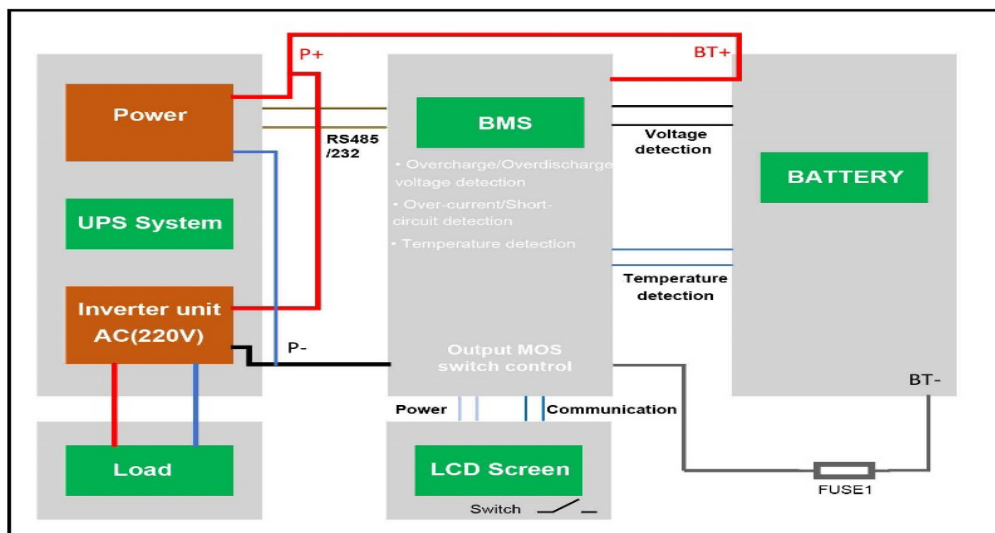 P+
BT+
Power
RS485
/232
BMS
• Overcharge/Overdischarge
voltage detection
• Over-current/Short-
circuit detection
• Temperature detection
Voltage
detection
BATTERY
UPS System
Temperature
detection
Inverter unit
AC(220V)
P-
Output MOS
switch control
BT-
Power
Communication
Load
LCD Screen
Switch
FUSE1